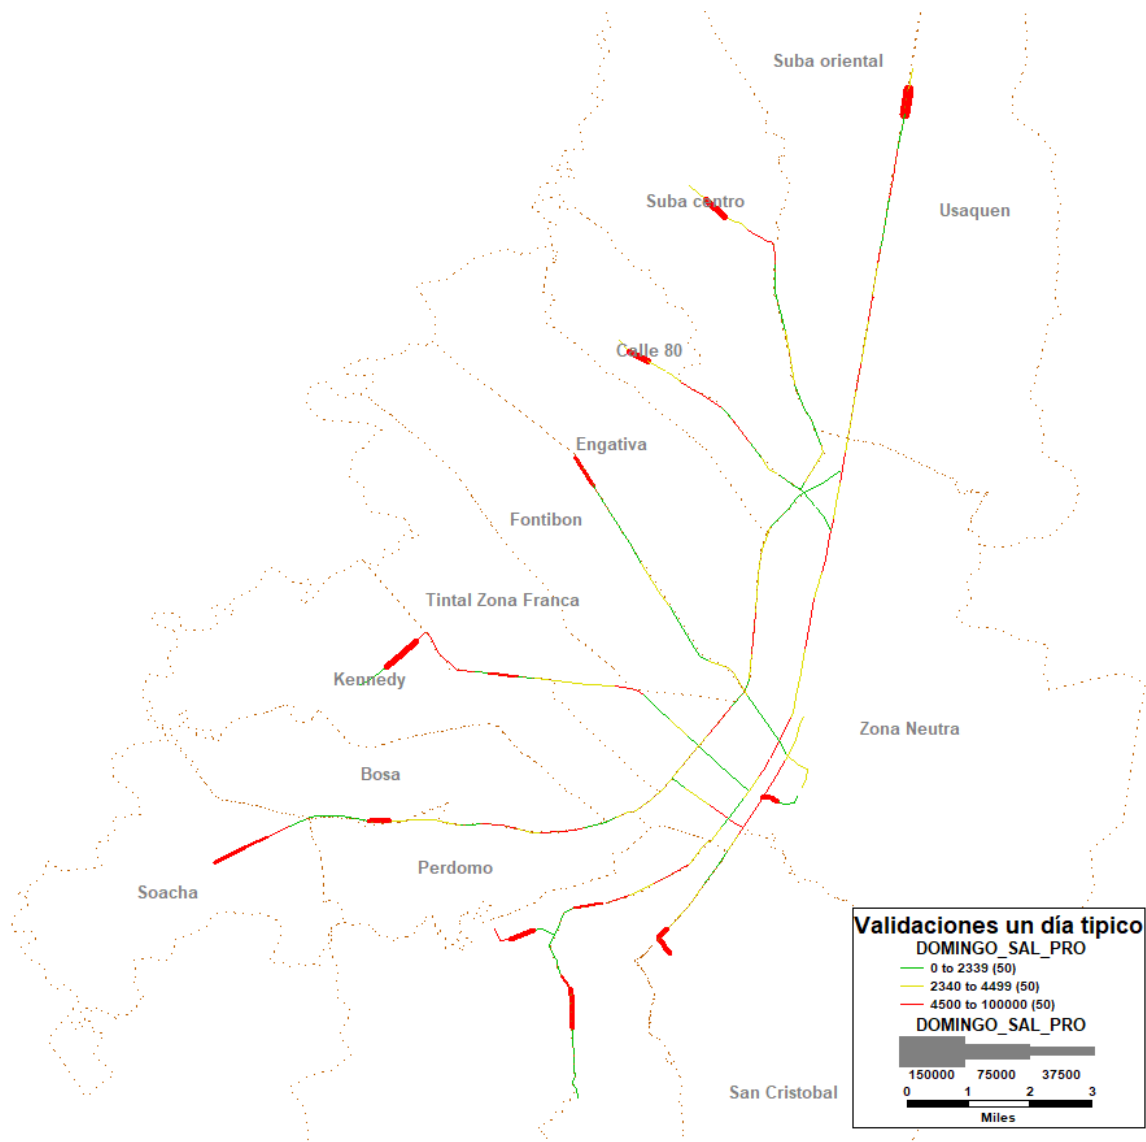 Suba oriental
Suba centro
Usaquen
Calle 80
Engativa
Fontibon
Tintal Zona Franca
Kennedy
Zona Neutra
Bosa
Perdomo
Soacha
San Cristobal
Validaciones un día tipico
DOMINGO_SAL_PRO
0 to 2339 (50)
2340 to 4499 (50)
4500 to 100000 (50)
DOMINGO_SAL_PRO
150000 75000 37500
0 1 2 3
Miles